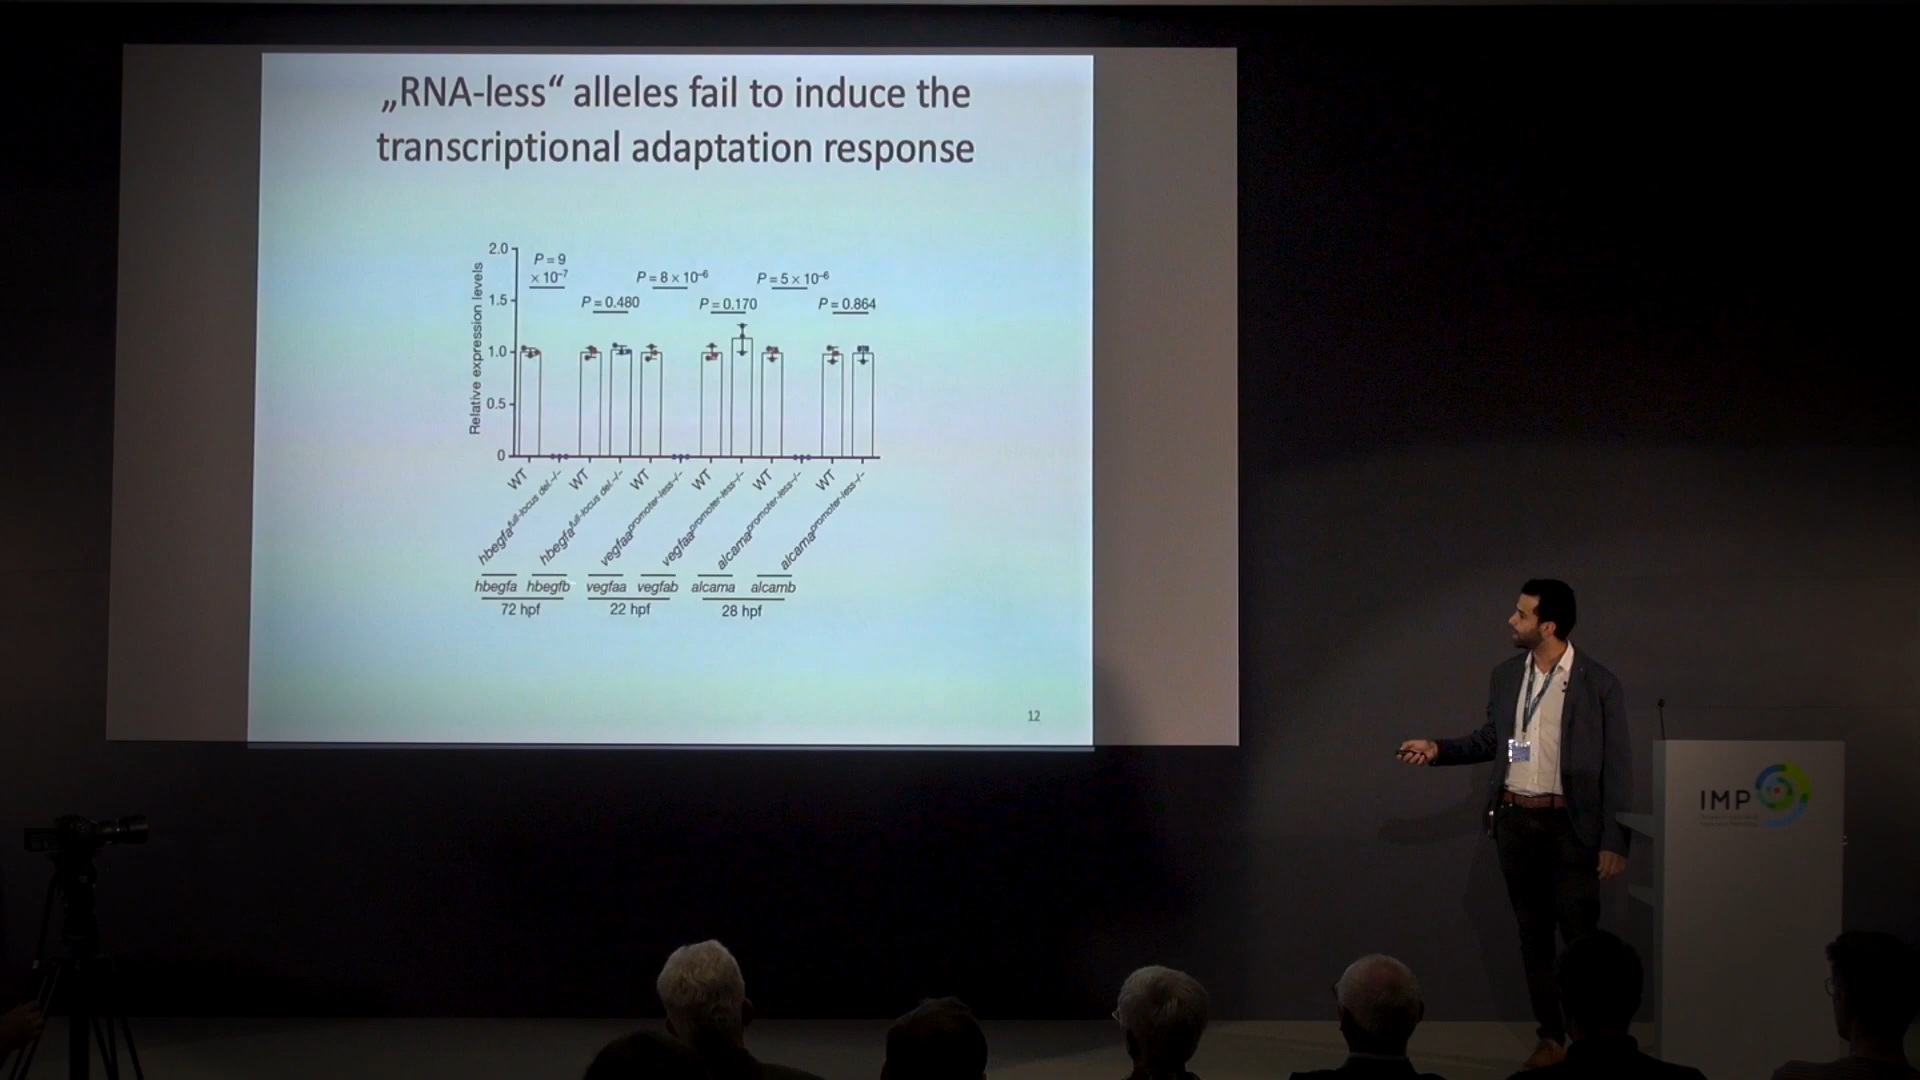 „RNA-less“ alleles fail to induce the
transcriptional adaptation response
Relative expression levels
2.0
1.5
1.0
0.5
0
P = 9
× 10⁻⁷
P = 0.480
P = 8 × 10⁻⁶
P = 0.170
P = 5 × 10⁻⁶
P = 0.864
WT
hbegfa full-locus del.–/–
WT
hbegfa full-locus del.–/–
WT
vegfaa promoter-less–/–
WT
vegfaa promoter-less–/–
WT
alcama promoter-less–/–
WT
alcama promoter-less–/–
hbegfa hbegfb vegfaa vegfab alcama alcamb
72 hpf 22 hpf 28 hpf
12
IMP